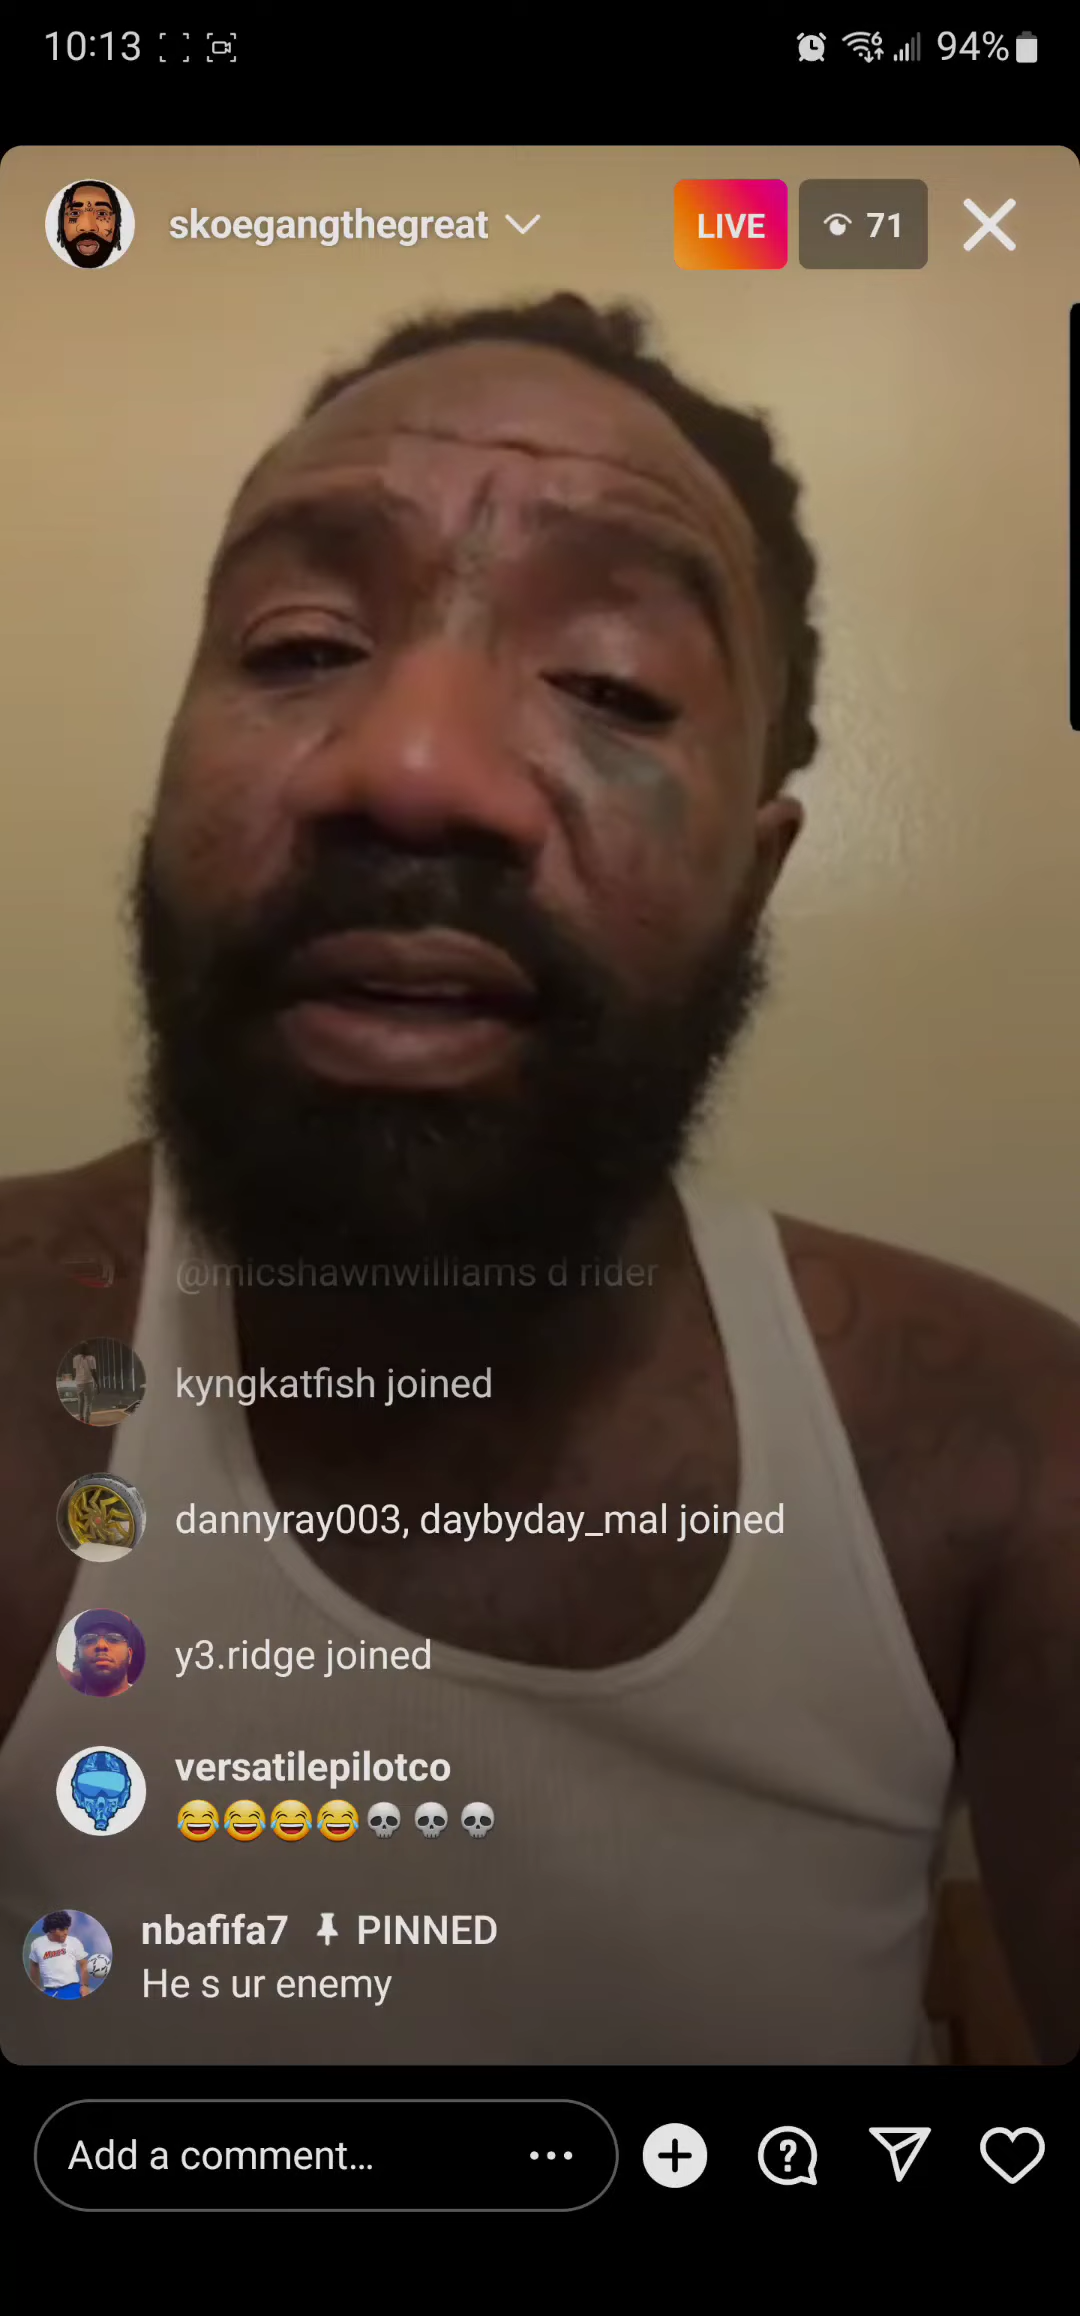 10:13
94%
skoegangthegreat
LIVE
71
@micshawnwilliams d rider
kyngkatfish joined
dannyray003, daybyday_mal joined
y3.ridge joined
versatilepilotco
😂😂😂😂💀💀💀
nbafifa7 PINNED
He s ur enemy
Add a comment...